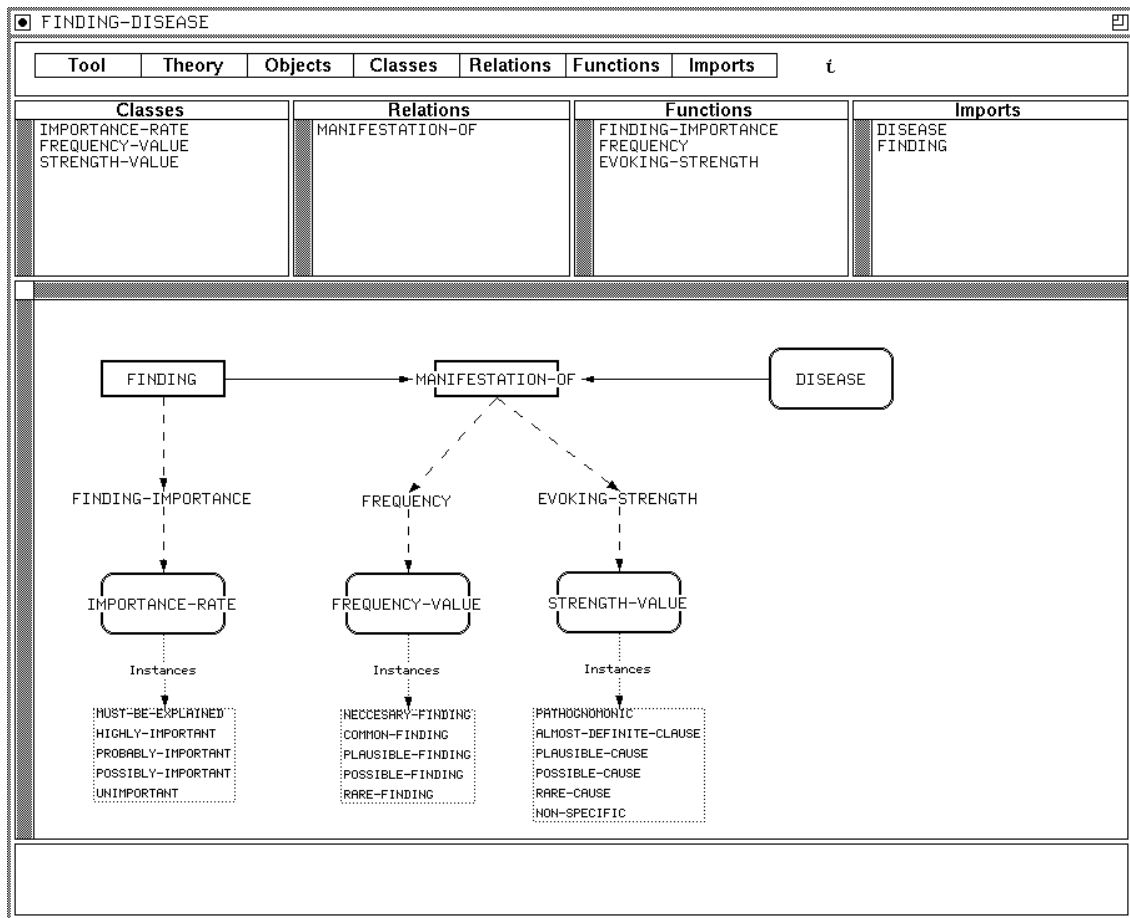 FINDING-DISEASE
Tool Theory Objects Classes Relations Functions Imports i
Classes Relations Functions Imports
IMPORTANCE-RATE MANIFESTATION-OF FINDING-IMPORTANCE DISEASE
FREQUENCY-VALUE FREQUENCY FINDING
STRENGTH-VALUE EVOKING-STRENGTH
FINDING MANIFESTATION-OF DISEASE
FINDING-IMPORTANCE FREQUENCY EVOKING-STRENGTH
IMPORTANCE-RATE FREQUENCY-VALUE STRENGTH-VALUE
Instances Instances Instances
MUST-BE-EXPLAINED NECCESARY-FINDING PATHOGNOMONIC
HIGHLY-IMPORTANT COMMON-FINDING ALMOST-DEFINITE-CLAUSE
PROBABLY-IMPORTANT PLAUSIBLE-FINDING PLAUSIBLE-CAUSE
POSSIBLY-IMPORTANT POSSIBLE-FINDING POSSIBLE-CAUSE
UNIMPORTANT RARE-FINDING RARE-CAUSE
NON-SPECIFIC